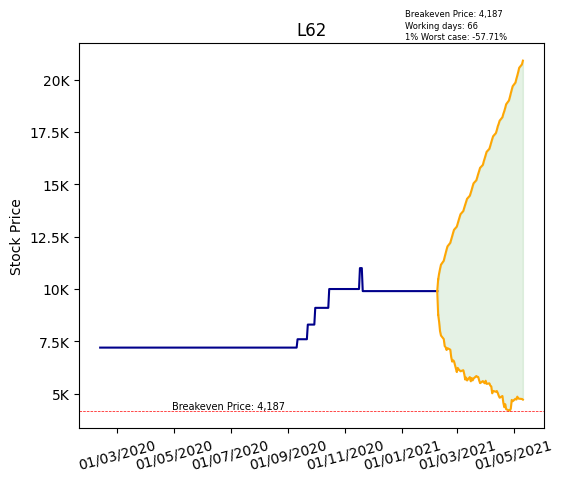 Breakeven Price: 4,187
Working days: 66
1% Worst case: -57.71%
L62
Stock Price
20K
17.5K
15K
12.5K
10K
7.5K
5K
Breakeven Price: 4,187
01/03/2020
01/05/2020
01/07/2020
01/09/2020
01/11/2020
01/01/2021
01/03/2021
01/05/2021